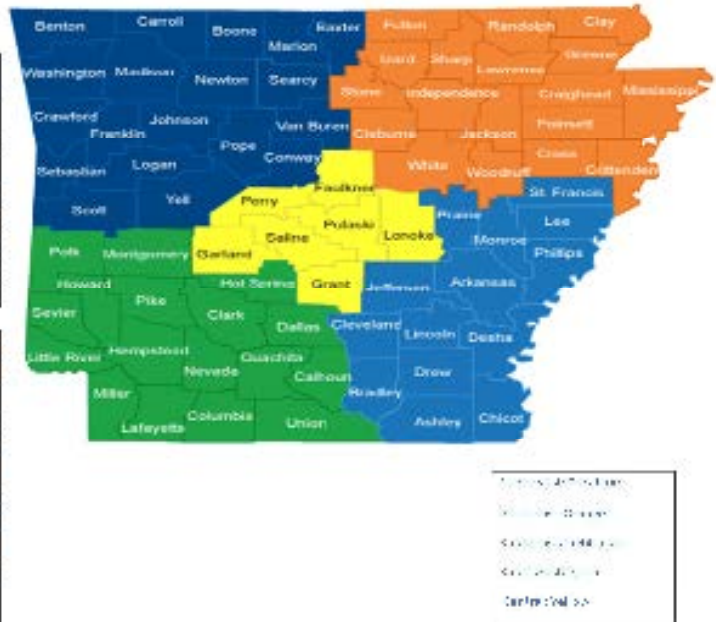 Benton Carroll Boone Baxter Fulton Randolph Clay
Marion Izard Sharp Lawrence Greene
Washington Madison Newton Searcy Stone Independence Craighead Mississippi
Crawford Franklin Johnson Van Buren Cleburne Jackson Poinsett
Pope Conway White Woodruff Cross Crittenden
Sebastian Logan Faulkner St. Francis
Scott Yell Perry Pulaski Lonoke Prairie Lee
Saline Monroe Phillips
Polk Montgomery Garland Hot Spring Grant Jefferson Arkansas
Howard Pike
Sevier Clark Dallas Cleveland Lincoln Desha
Little River Hempstead Nevada Ouachita Calhoun Drew
Miller Bradley
Lafayette Columbia Union Ashley Chicot